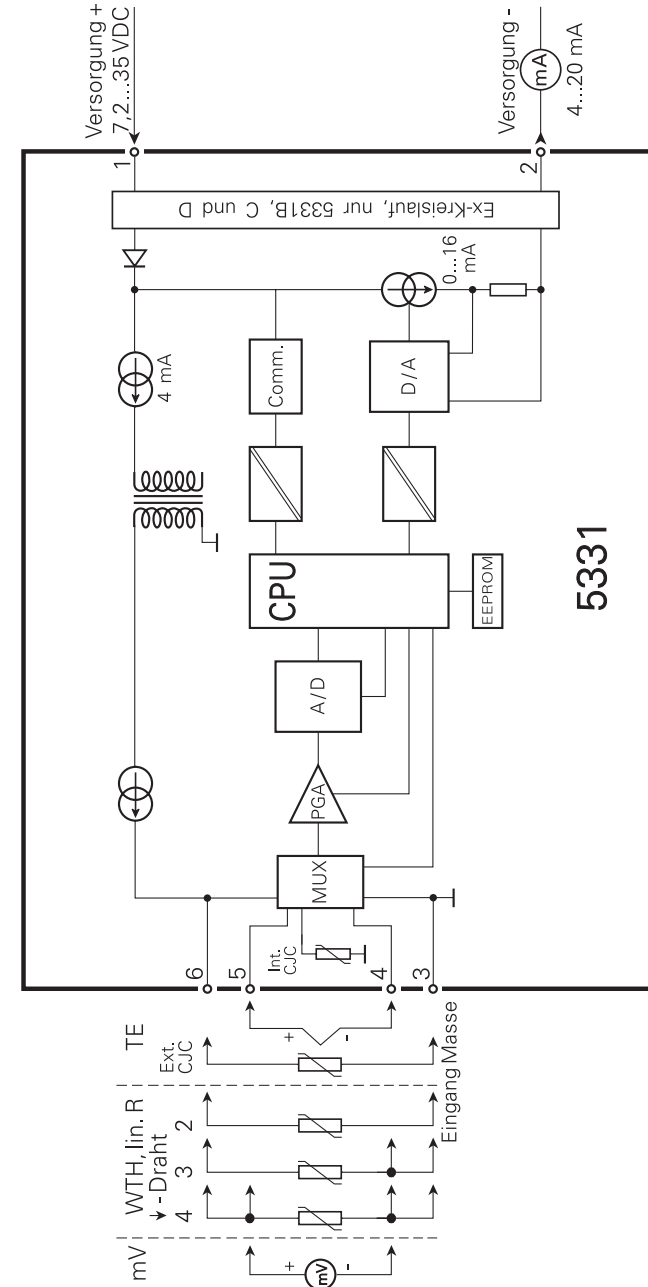 Versorgung +
7,2...35 VDC
Versorgung -
mA
4...20 mA
1
2
Ex-Kreislauf, nur 5331B, C und D
0...16
mA
4 mA
Comm.
D/A
CPU
EEPROM
5331
A/D
PGA
MUX
Int.
CJC
6
5
4
3
TE
Ext.
CJC
+
-
Eingang Masse
WTH, lin. R
-Draht
2
3
4
mV
+
-
mV